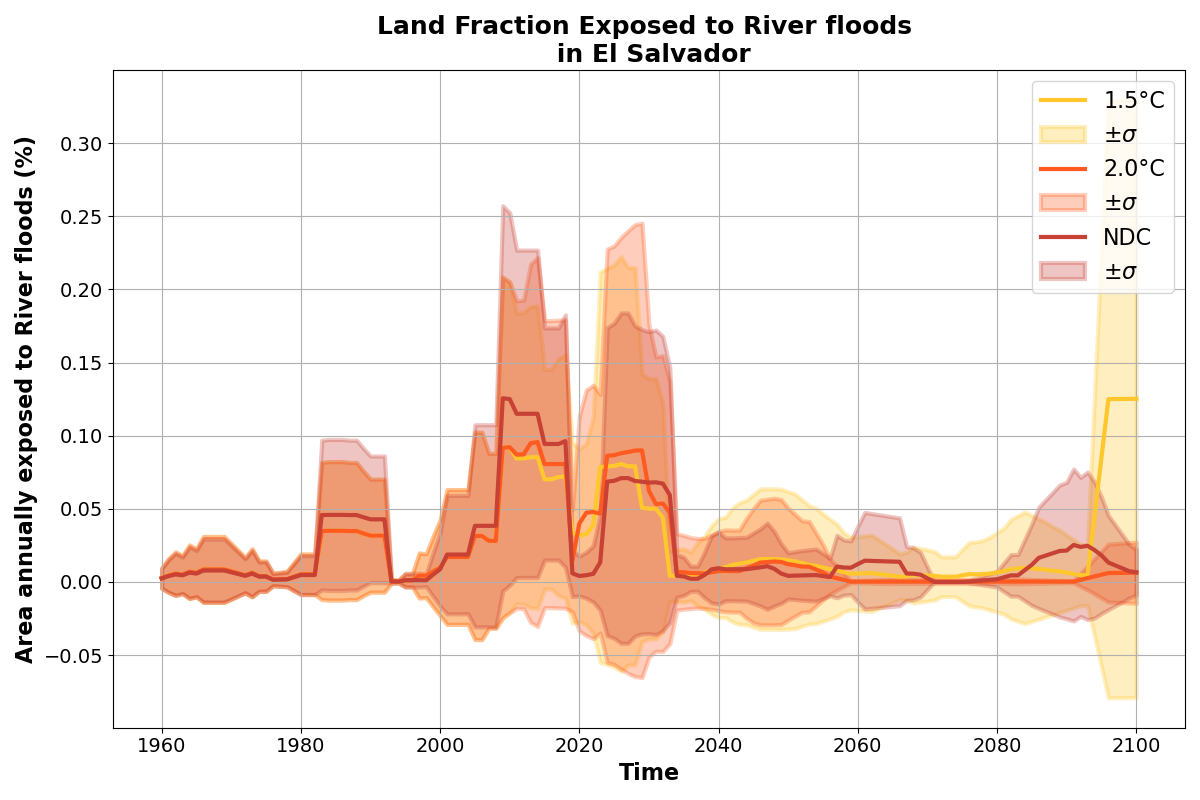 Land Fraction Exposed to River floods
in El Salvador
Area annually exposed to River floods (%)
0.30
0.25
0.20
0.15
0.10
0.05
0.00
−0.05
1.5°C
±σ
2.0°C
±σ
NDC
±σ
1960 1980 2000 2020 2040 2060 2080 2100
Time